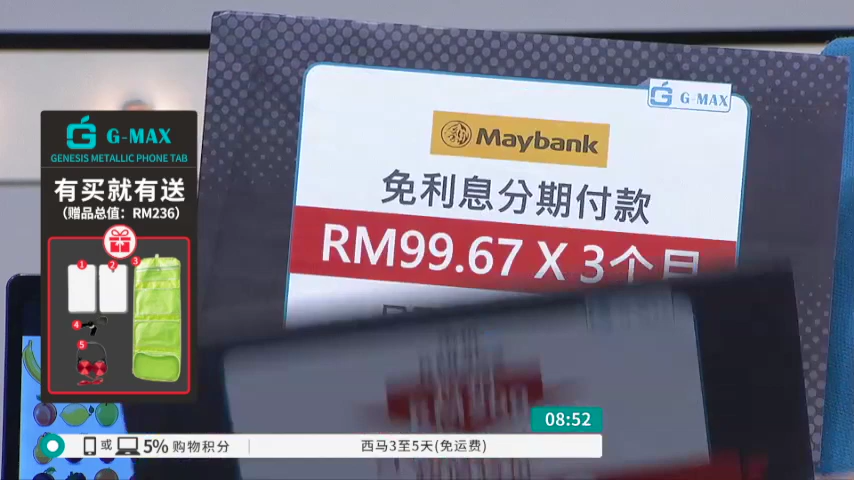 G-MAX
Maybank
免利息分期付款
RM99.67 X 3个月
G-MAX
GENESIS METALLIC PHONE TAB
有买就有送
(赠品总值: RM236)
1
2
3
4
5
08:52
或 5% 购物积分
西马3至5天(免运费)